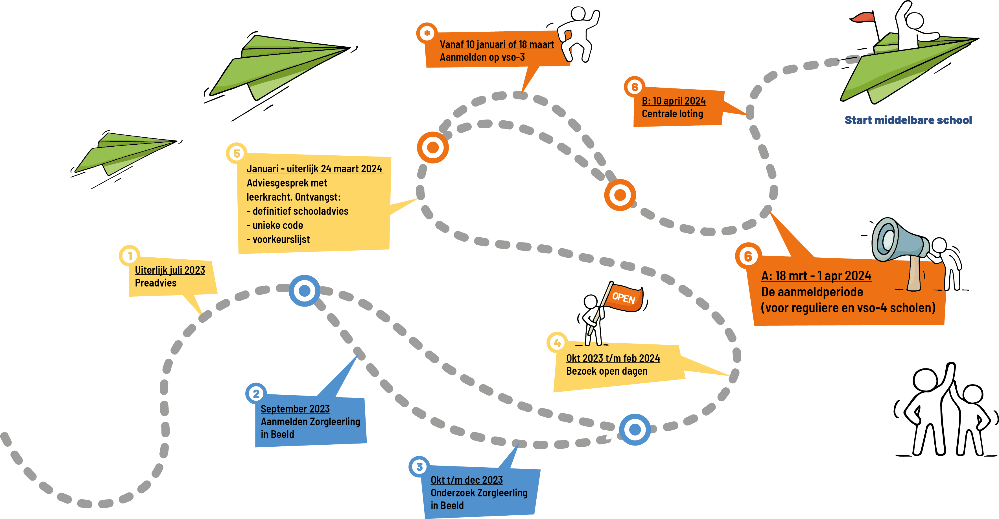 1
Uiterlijk juli 2023
Preadvies
2
September 2023
Aanmelden Zorgleerling
in Beeld
3
Okt t/m dec 2023
Onderzoek Zorgleerling
in Beeld
OPEN
4
Okt 2023 t/m feb 2024
Bezoek open dagen
5
Januari - uiterlijk 24 maart 2024
Adviesgesprek met
leerkracht. Ontvangst:
- definitief schooladvies
- unieke code
- voorkeurslijst
*
Vanaf 10 januari of 18 maart
Aanmelden op vso-3
6
A: 18 mrt - 1 apr 2024
De aanmeldperiode
(voor reguliere en vso-4 scholen)
6
B: 10 april 2024
Centrale loting
Start middelbare school